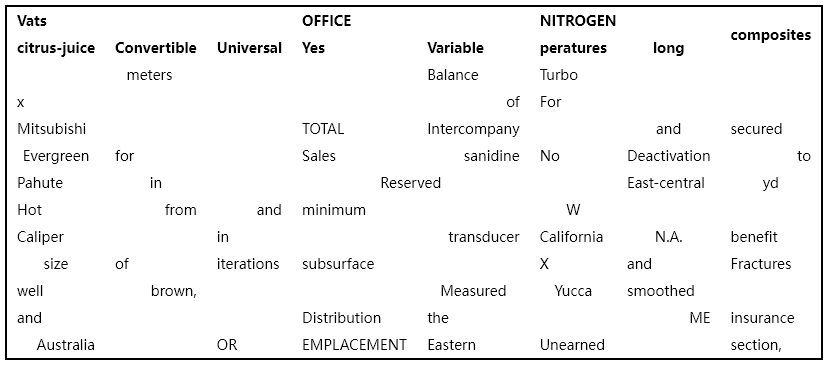 Vats OFFICE NITROGEN composites
citrus-juice Convertible Universal Yes Variable peratures long
meters Balance Turbo
x of For
Mitsubishi TOTAL Intercompany and secured
Evergreen for Sales sanidine No Deactivation to
Pahute in Reserved East-central yd
Hot from and minimum W
Caliper in transducer California N.A. benefit
size of iterations subsurface X and Fractures
well brown, Measured Yucca smoothed
and Distribution the ME insurance
Australia OR EMPLACEMENT Eastern Unearned section,